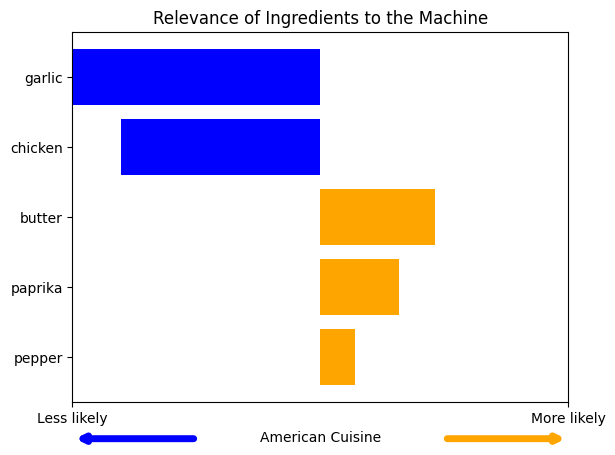 Relevance of Ingredients to the Machine
garlic
chicken
butter
paprika
pepper
Less likely
More likely
American Cuisine